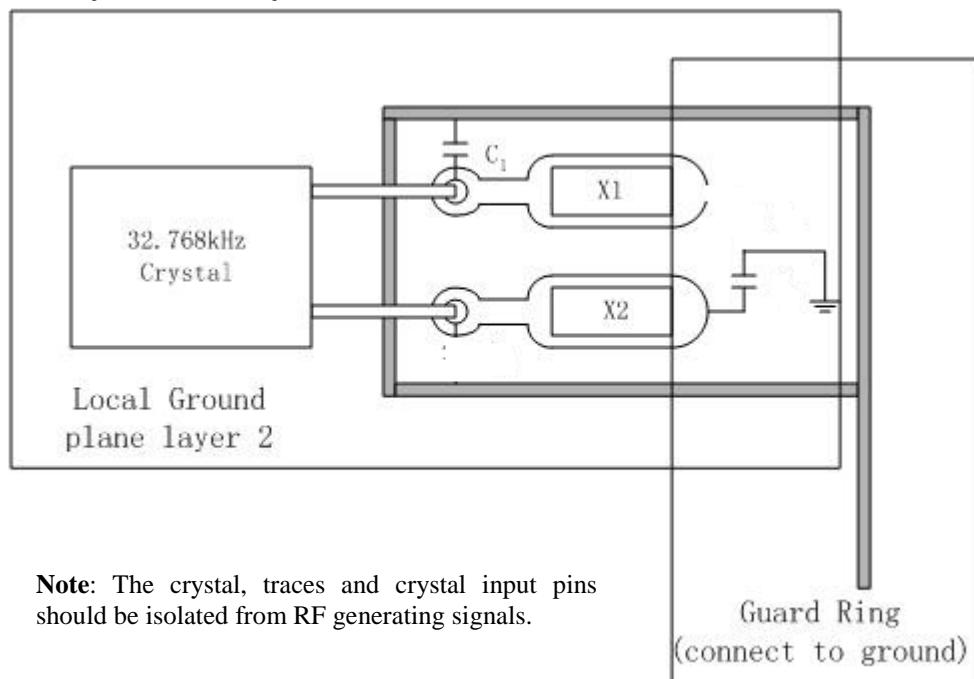 C1
X1
32.768kHz
Crystal
X2
Local Ground
plane layer 2
Note: The crystal, traces and crystal input pins
should be isolated from RF generating signals.
Guard Ring
(connect to ground)